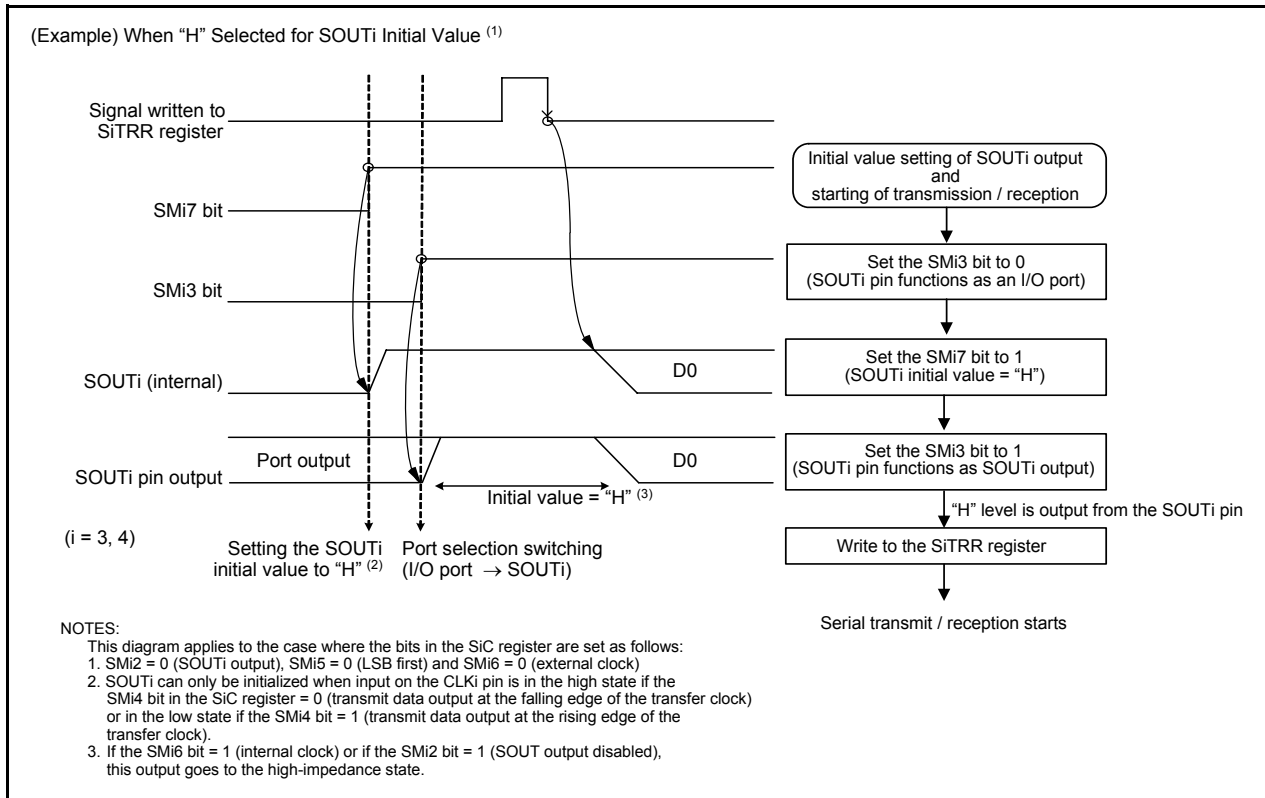 (Example) When “H” Selected for SOUTi Initial Value (1)
Signal written to
SiTRR register
SMi7 bit
SMi3 bit
SOUTi (internal)
D0
SOUTi pin output
Port output
D0
Initial value = “H” (3)
(i = 3, 4)
Setting the SOUTi
initial value to “H” (2)
Port selection switching
(I/O port → SOUTi)
Initial value setting of SOUTi output
and
starting of transmission / reception
Set the SMi3 bit to 0
(SOUTi pin functions as an I/O port)
Set the SMi7 bit to 1
(SOUTi initial value = “H”)
Set the SMi3 bit to 1
(SOUTi pin functions as SOUTi output)
“H” level is output from the SOUTi pin
Write to the SiTRR register
Serial transmit / reception starts
NOTES:
This diagram applies to the case where the bits in the SiC register are set as follows:
1. SMi2 = 0 (SOUTi output), SMi5 = 0 (LSB first) and SMi6 = 0 (external clock)
2. SOUTi can only be initialized when input on the CLKi pin is in the high state if the
SMi4 bit in the SiC register = 0 (transmit data output at the falling edge of the transfer clock)
or in the low state if the SMi4 bit = 1 (transmit data output at the rising edge of the
transfer clock).
3. If the SMi6 bit = 1 (internal clock) or if the SMi2 bit = 1 (SOUT output disabled),
this output goes to the high-impedance state.